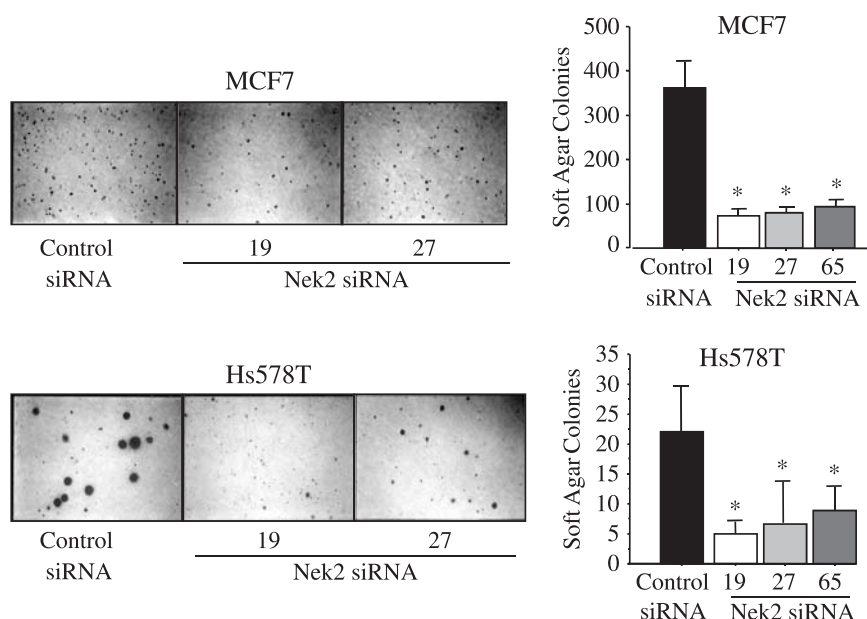 MCF7
Control
siRNA
19
27
Nek2 siRNA
MCF7
Soft Agar Colonies
500
400
300
200
100
0
*
*
*
Control
siRNA
19 27 65
Nek2 siRNA
Hs578T
Control
siRNA
19
27
Nek2 siRNA
Hs578T
Soft Agar Colonies
35
30
25
20
15
10
5
0
*
*
*
Control
siRNA
19 27 65
Nek2 siRNA